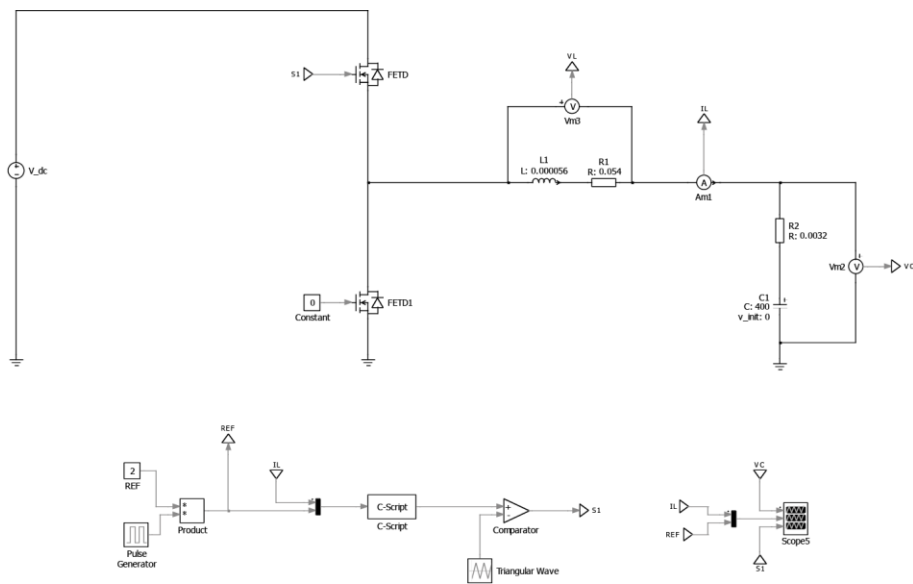 S1
FETD
V_dc
VL
V
Vm3
IL
L1
L: 0.000056
R1
R: 0.054
A
Am1
R2
R: 0.0032
Vm2
V
VC
0
Constant
FETD1
C1
C: 400
v_init: 0
REF
2
REF
IL
Product
Pulse
Generator
C-Script
C-Script
Comparator
S1
Triangular Wave
VC
IL
REF
Scope5
S1